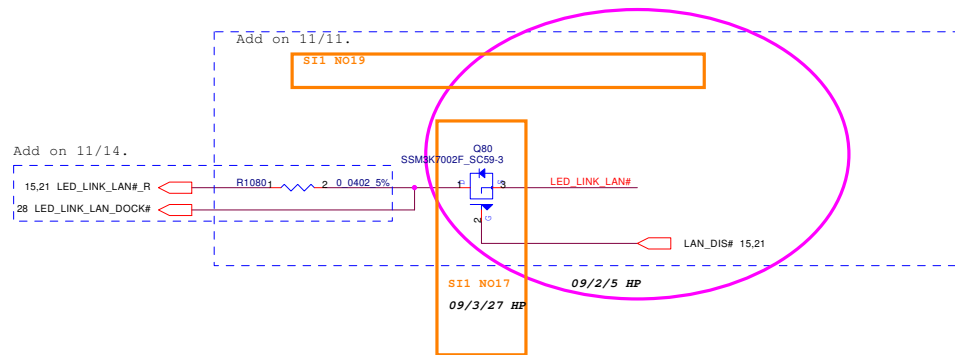 Add on 11/11.
SI1 NO19
Add on 11/14.
Q80
SSM3K7002F_SC59-3
15,21 LED_LINK_LAN#_R
R1080 1 2 0_0402_5%
D 1 3 S
LED_LINK_LAN#
28 LED_LINK_LAN_DOCK#
2 G
LAN_DIS# 15,21
SI1 NO17
09/2/5 HP
09/3/27 HP